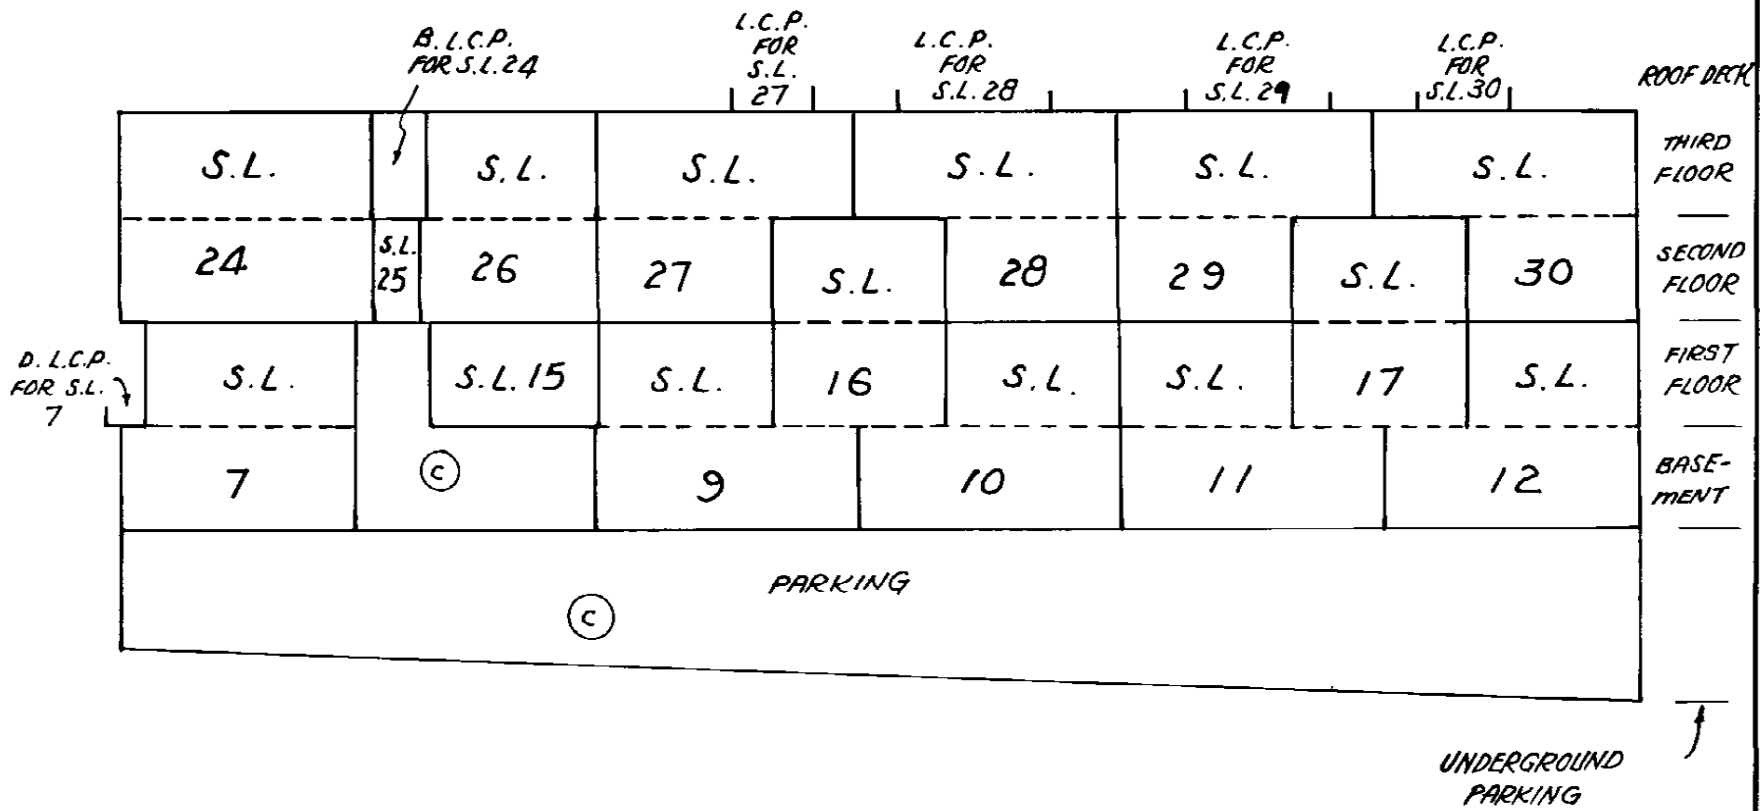 B. L.C.P.
FOR S.L. 24
L.C.P.
FOR
S.L.
27
L.C.P.
FOR
S.L. 28
L.C.P.
FOR
S.L. 29
L.C.P.
FOR
S.L. 30
ROOF DECK
S.L.
S.L.
S.L.
S.L.
S.L.
S.L.
THIRD
FLOOR
24
S.L.
25
26
27
S.L.
28
29
S.L.
30
SECOND
FLOOR
D. L.C.P.
FOR S.L.
7
S.L.
S.L. 15
S.L.
16
S.L.
S.L.
17
S.L.
FIRST
FLOOR
7
C
9
10
11
12
BASE-
MENT
PARKING
C
UNDERGROUND
PARKING